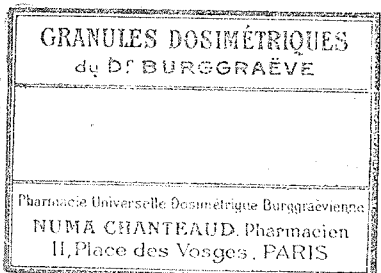 GRANULES DOSIMÉTRIQUES
du Dr BURGGRAËVE
Pharmacie Universelle Dosimétrique Burggraëvienne
NUMA CHANTEAUD, Pharmacien
11, Place des Vosges, PARIS